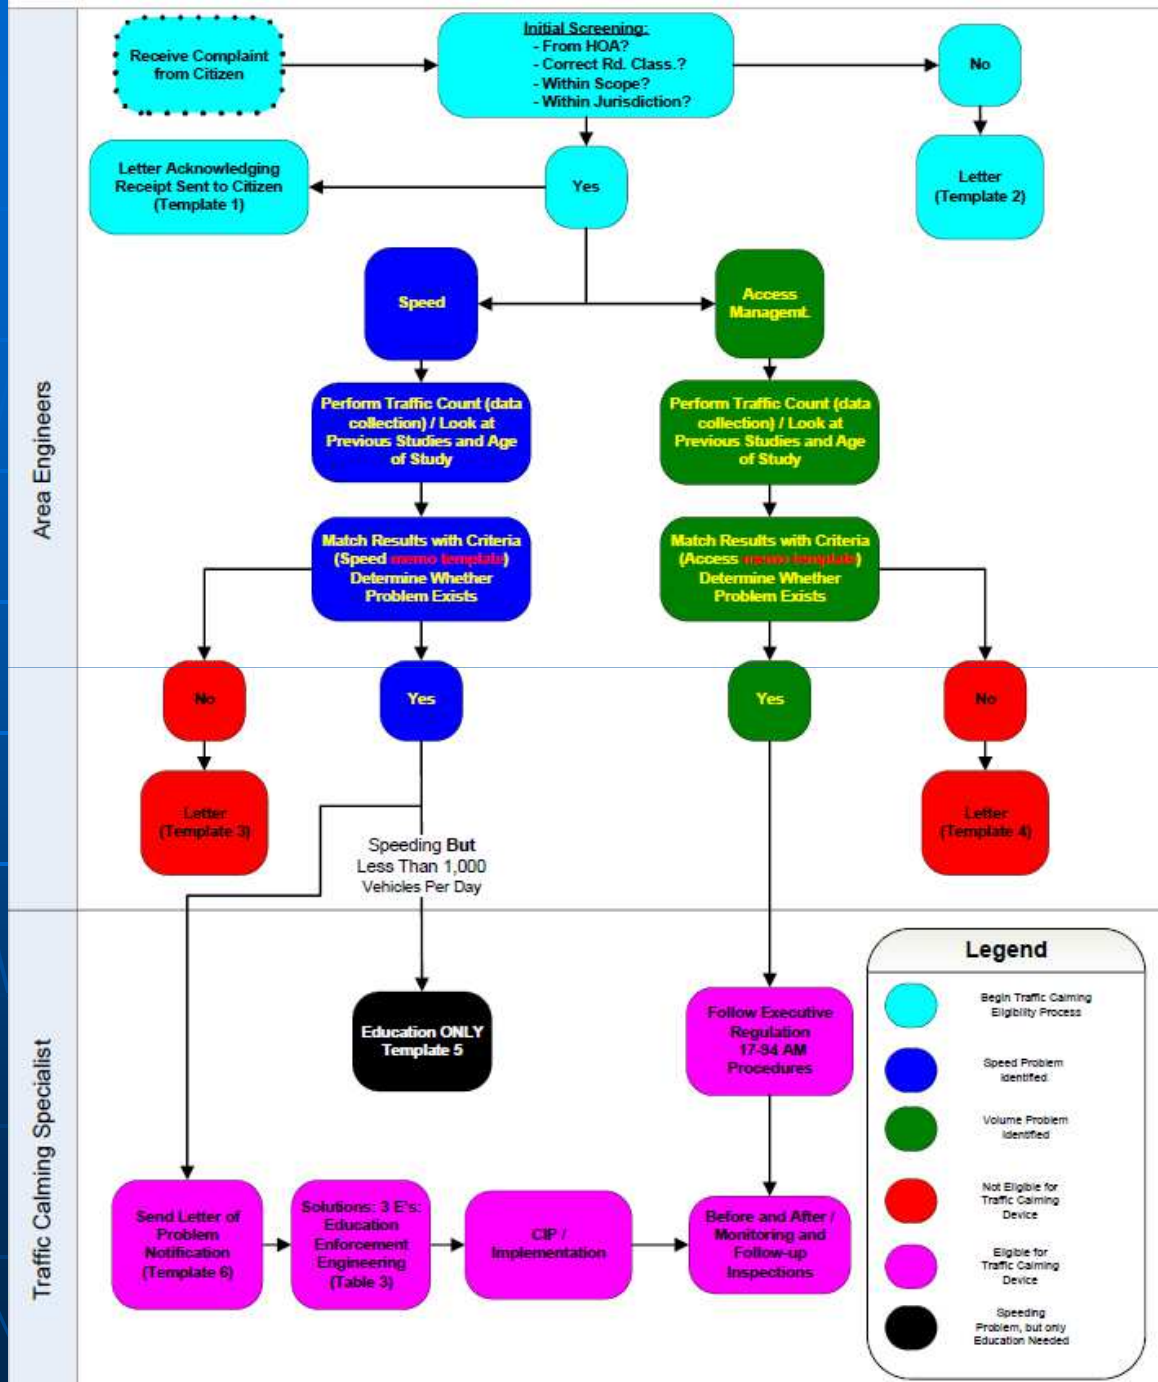 Receive Complaint
from Citizen
Initial Screening:
- From HOA?
- Correct Rd. Class.?
- Within Scope?
- Within Jurisdiction?
No
Letter Acknowledging
Receipt Sent to Citizen
(Template 1)
Yes
Letter
(Template 2)
Speed
Access
Managemt.
Area Engineers
Perform Traffic Count (data
collection) / Look at
Previous Studies and Age
of Study
Perform Traffic Count (data
collection) / Look at
Previous Studies and Age
of Study
Match Results with Criteria
(Speed memo template)
Determine Whether
Problem Exists
Match Results with Criteria
(Access memo template)
Determine Whether
Problem Exists
No
Yes
Yes
No
Letter
(Template 3)
Letter
(Template 4)
Speeding But
Less Than 1,000
Vehicles Per Day
Traffic Calming Specialist
Education ONLY
Template 5
Follow Executive
Regulation
17-94 AM
Procedures
Send Letter of
Problem
Notification
(Template 6)
Solutions: 3 E's:
Education
Enforcement
Engineering
(Table 3)
CIP /
Implementation
Before and After /
Monitoring and
Follow-up
Inspections
Legend
Begin Traffic Calming
Eligibility Process
Speed Problem
Identified
Volume Problem
Identified
Not Eligible for
Traffic Calming
Device
Eligible for
Traffic Calming
Device
Speeding
Problem, but only
Education Needed